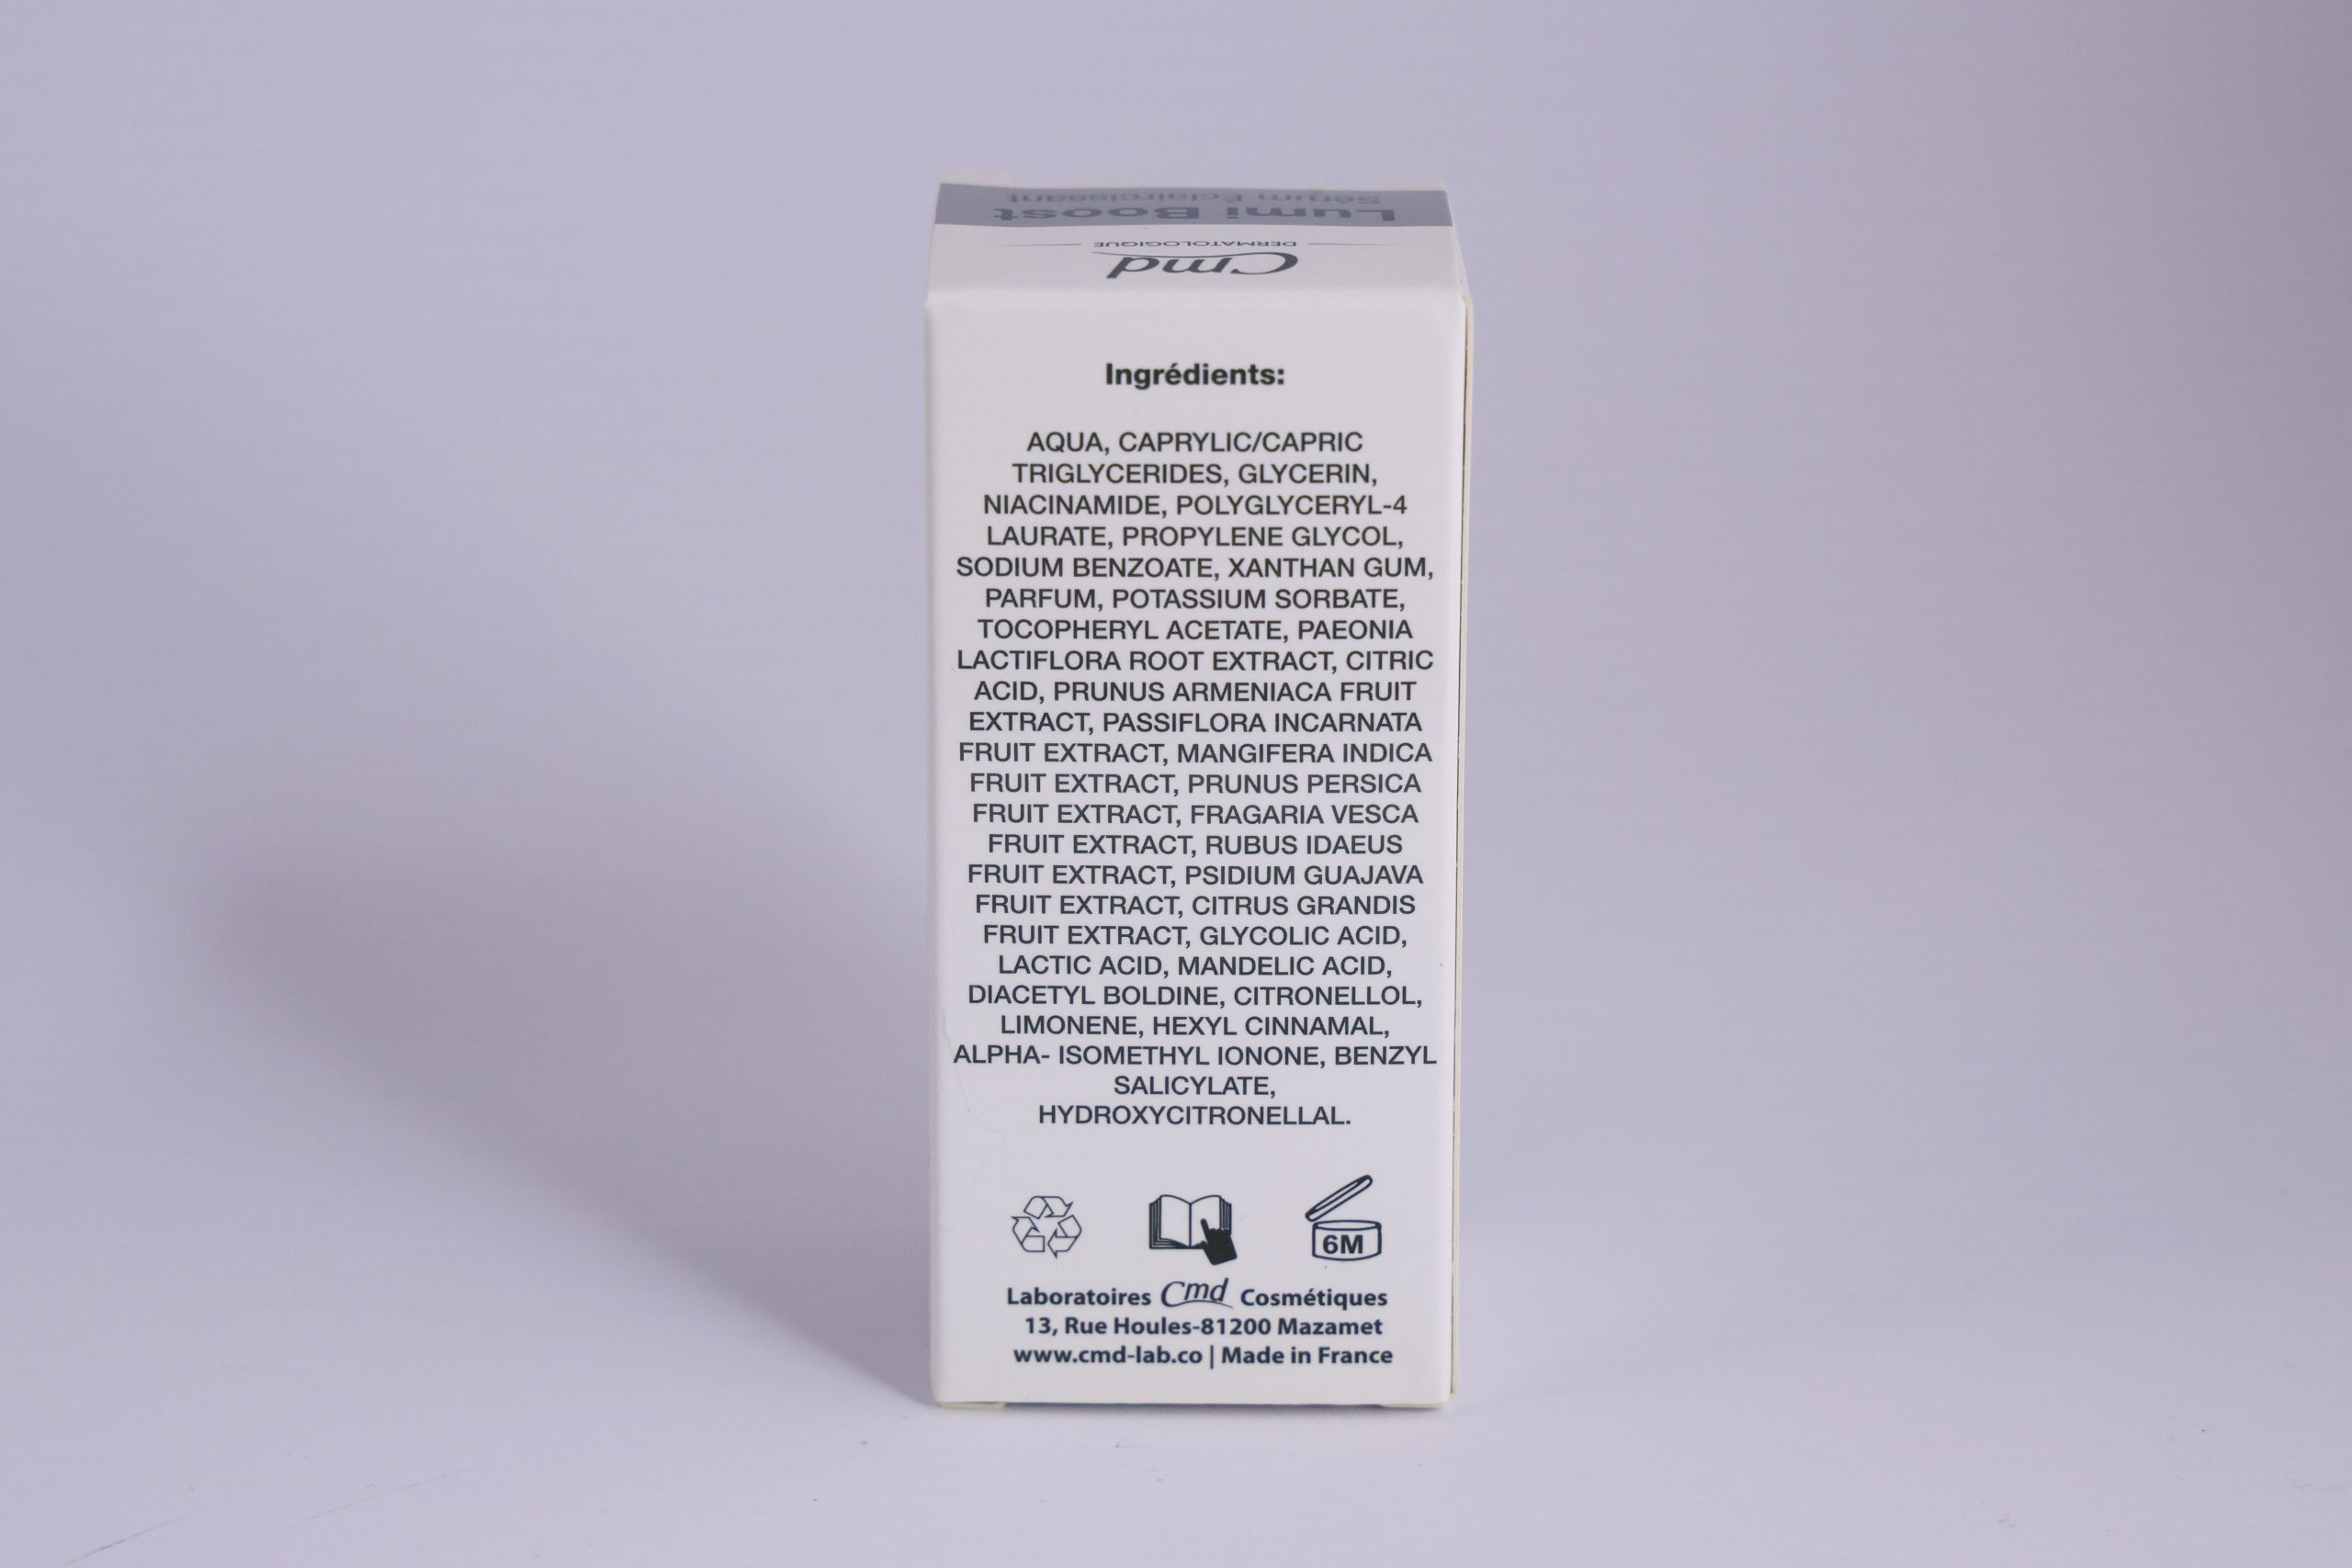 Sérum Éclaircissant
Lumi Boost
DERMATOLOGIQUE
Cmd
Ingrédients:
AQUA, CAPRYLIC/CAPRIC
TRIGLYCERIDES, GLYCERIN,
NIACINAMIDE, POLYGLYCERYL-4
LAURATE, PROPYLENE GLYCOL,
SODIUM BENZOATE, XANTHAN GUM,
PARFUM, POTASSIUM SORBATE,
TOCOPHERYL ACETATE, PAEONIA
LACTIFLORA ROOT EXTRACT, CITRIC
ACID, PRUNUS ARMENIACA FRUIT
EXTRACT, PASSIFLORA INCARNATA
FRUIT EXTRACT, MANGIFERA INDICA
FRUIT EXTRACT, PRUNUS PERSICA
FRUIT EXTRACT, FRAGARIA VESCA
FRUIT EXTRACT, RUBUS IDAEUS
FRUIT EXTRACT, PSIDIUM GUAJAVA
FRUIT EXTRACT, CITRUS GRANDIS
FRUIT EXTRACT, GLYCOLIC ACID,
LACTIC ACID, MANDELIC ACID,
DIACETYL BOLDINE, CITRONELLOL,
LIMONENE, HEXYL CINNAMAL,
ALPHA- ISOMETHYL IONONE, BENZYL
SALICYLATE,
HYDROXYCITRONELLAL.
6M
Laboratoires Cmd Cosmétiques
13, Rue Houles-81200 Mazamet
www.cmd-lab.co | Made in France